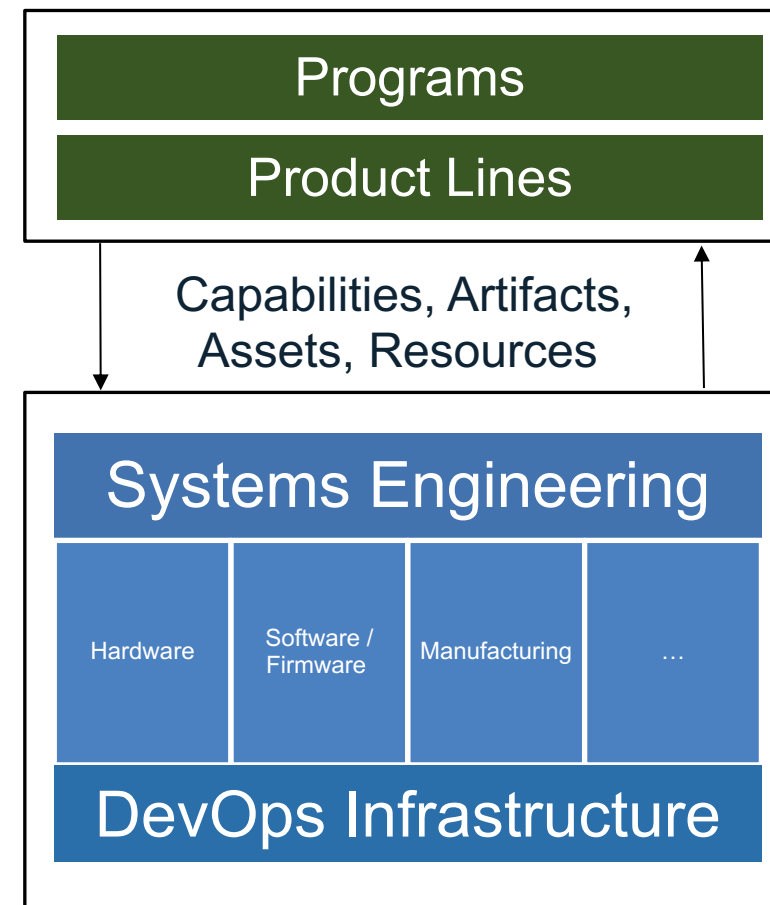 Programs
Product Lines
Capabilities, Artifacts,
Assets, Resources
Systems Engineering
Hardware
Software /
Firmware
Manufacturing
…
DevOps Infrastructure